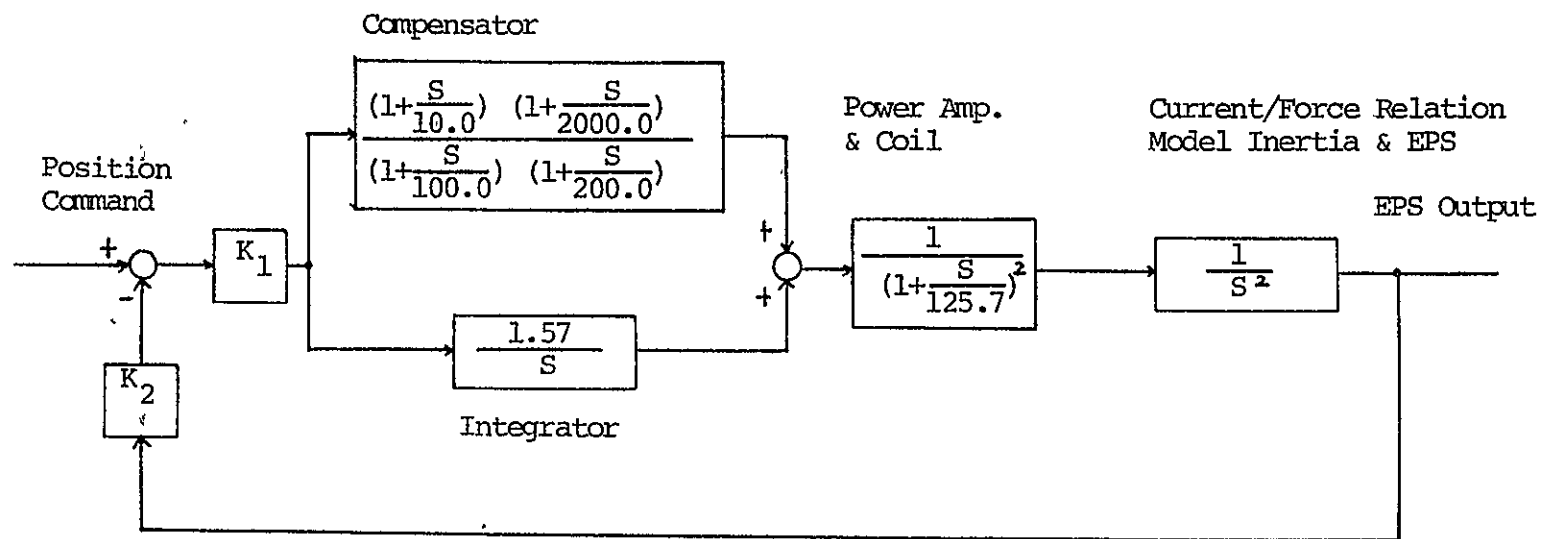 Compensator
(1+S/10.0) (1+S/2000.0)
(1+S/100.0) (1+S/200.0)
Position
Command
+
-
K1
K2
1.57
S
Integrator
+
+
Power Amp.
& Coil
1
(1+S/125.7)²
Current/Force Relation
Model Inertia & EPS
1
S²
EPS Output